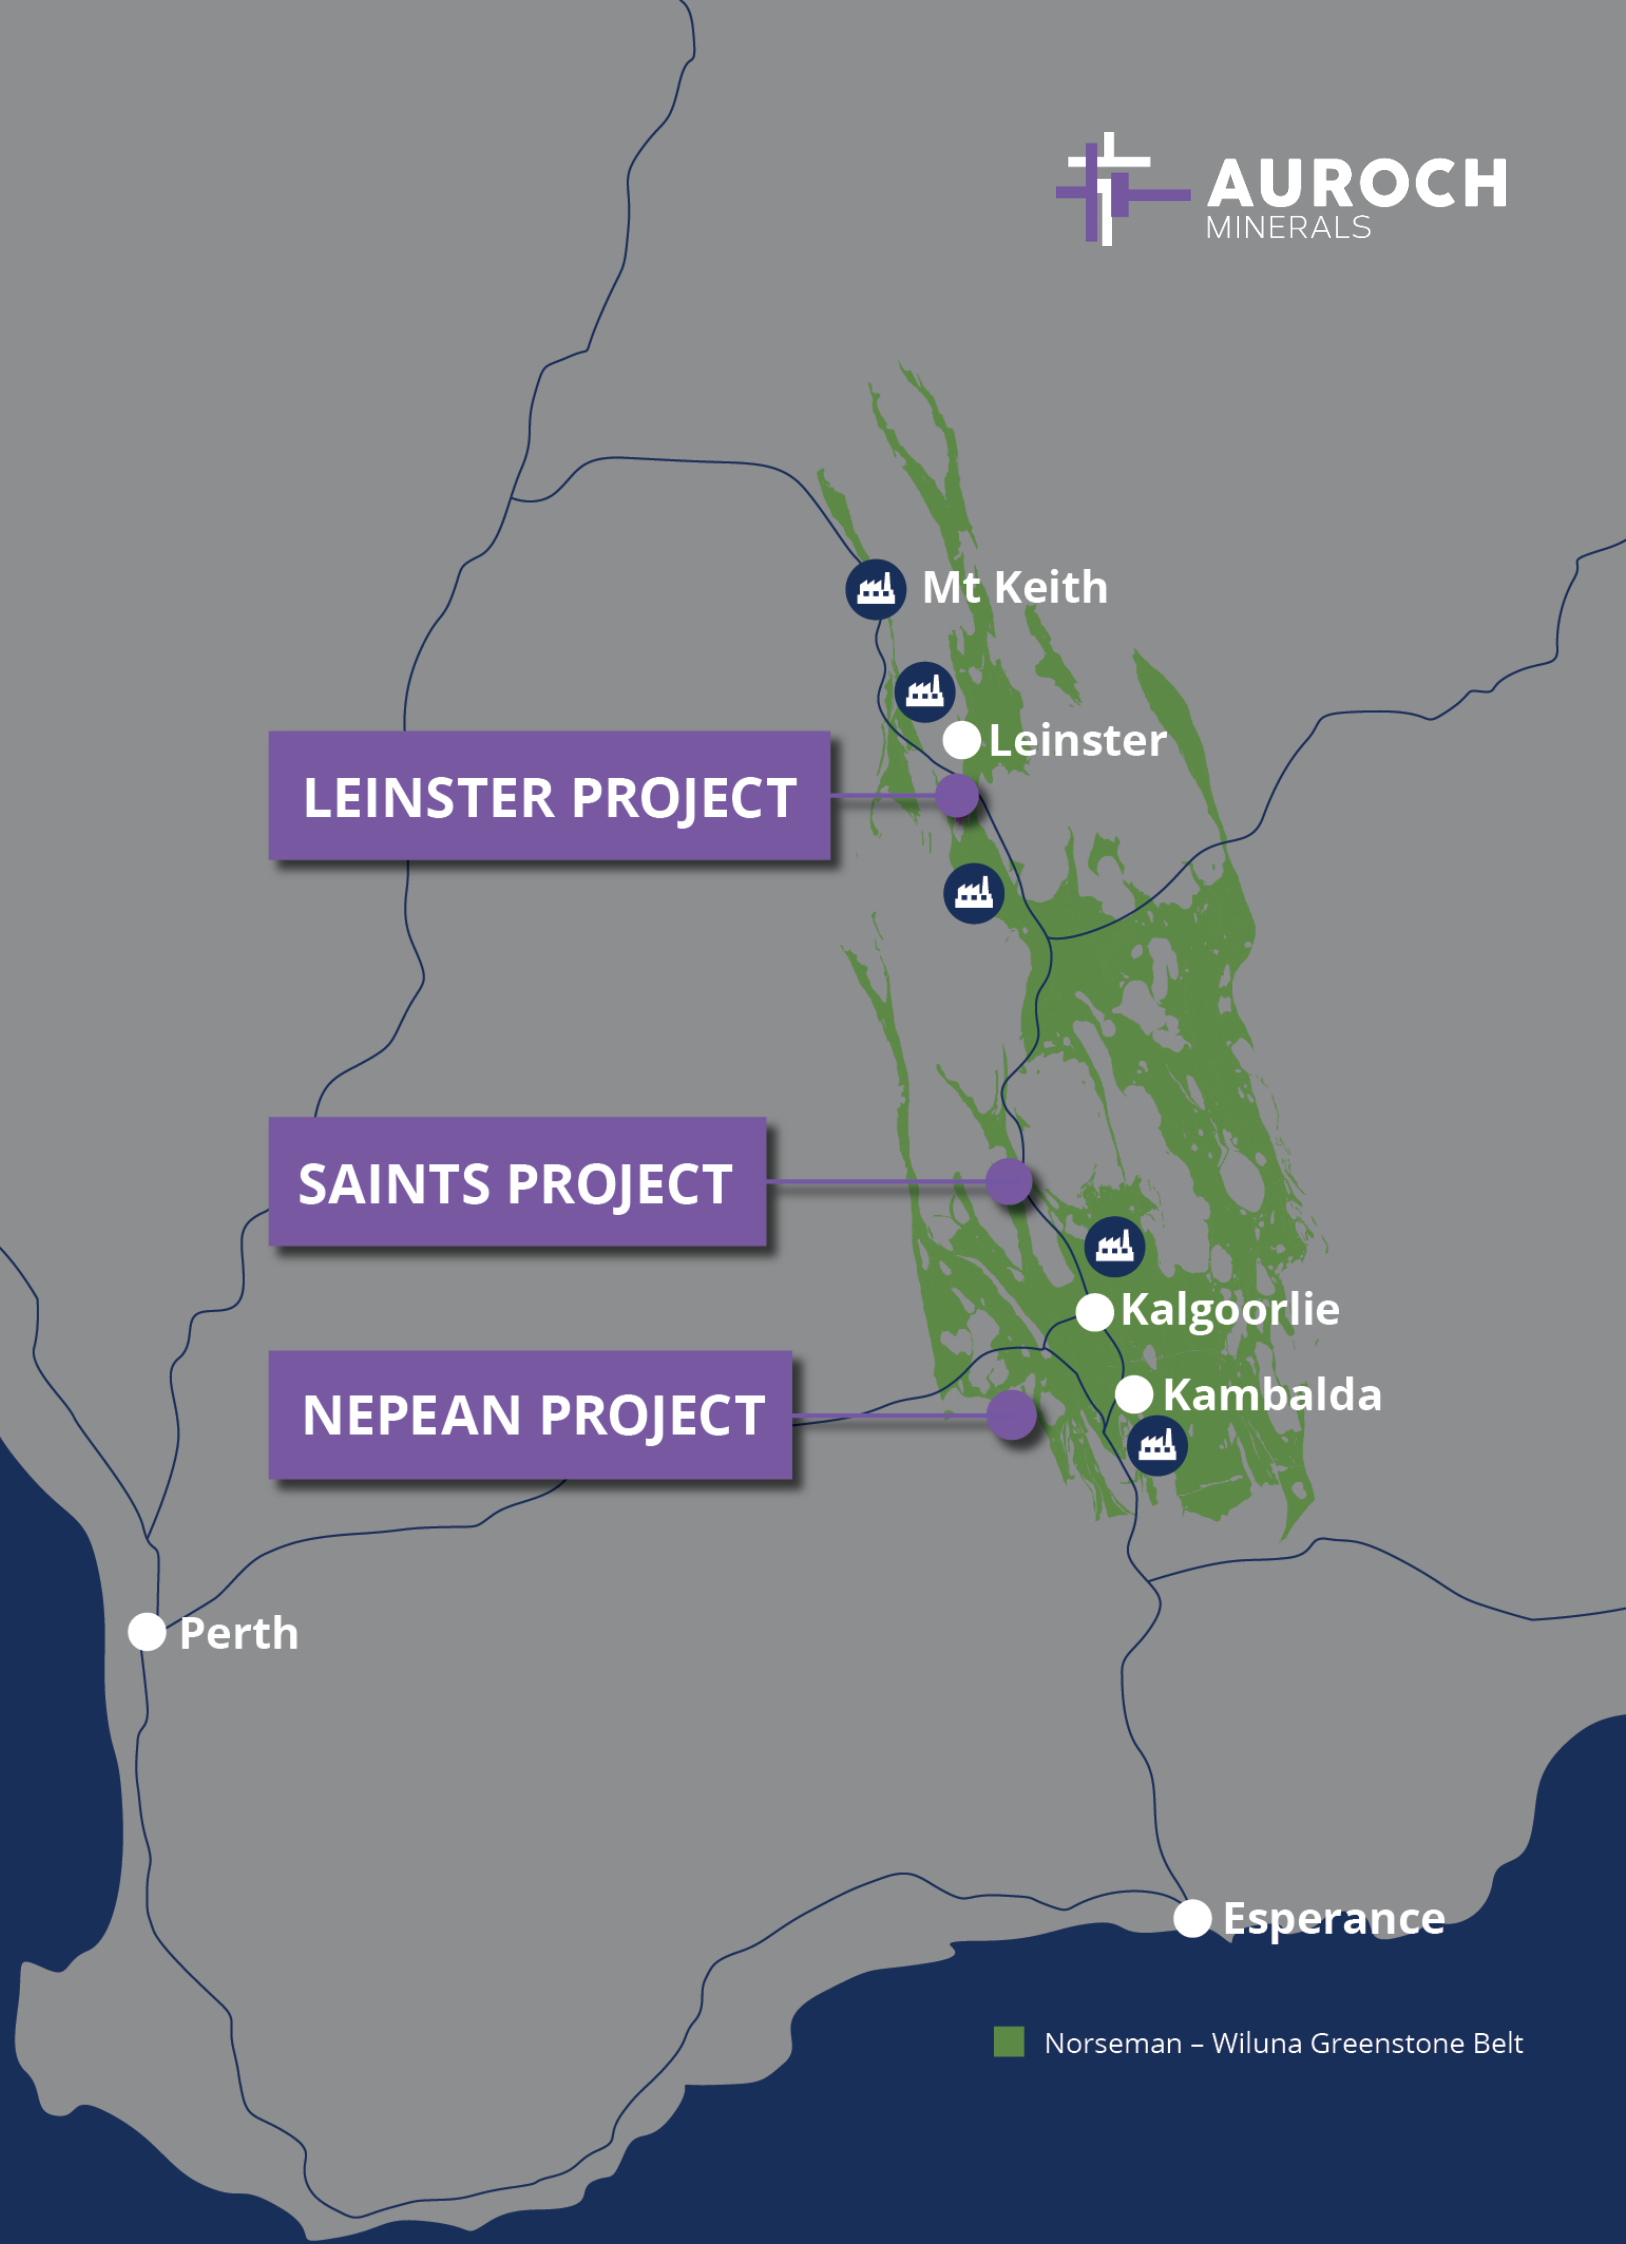 AUROCH
MINERALS
Mt Keith
Leinster
LEINSTER PROJECT
SAINTS PROJECT
Kalgoorlie
NEPEAN PROJECT
Kambalda
Perth
Esperance
Norseman – Wiluna Greenstone Belt